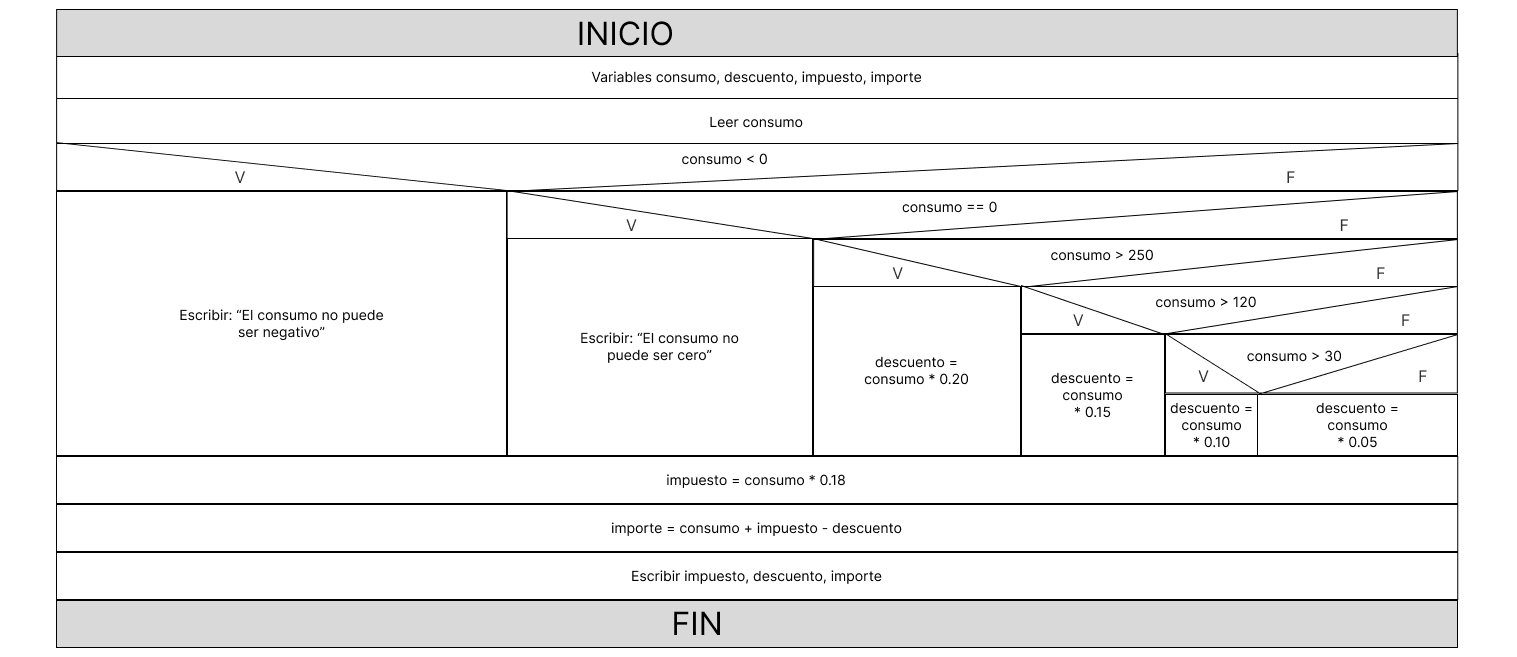 INICIO
Variables consumo, descuento, impuesto, importe
Leer consumo
consumo < 0
V
F
consumo == 0
V
F
consumo > 250
V
F
consumo > 120
V
F
consumo > 30
V
F
Escribir: “El consumo no puede
ser negativo”
Escribir: “El consumo no
puede ser cero”
descuento =
consumo * 0.20
descuento =
consumo
* 0.15
descuento =
consumo
* 0.10
descuento =
consumo
* 0.05
impuesto = consumo * 0.18
importe = consumo + impuesto - descuento
Escribir impuesto, descuento, importe
FIN